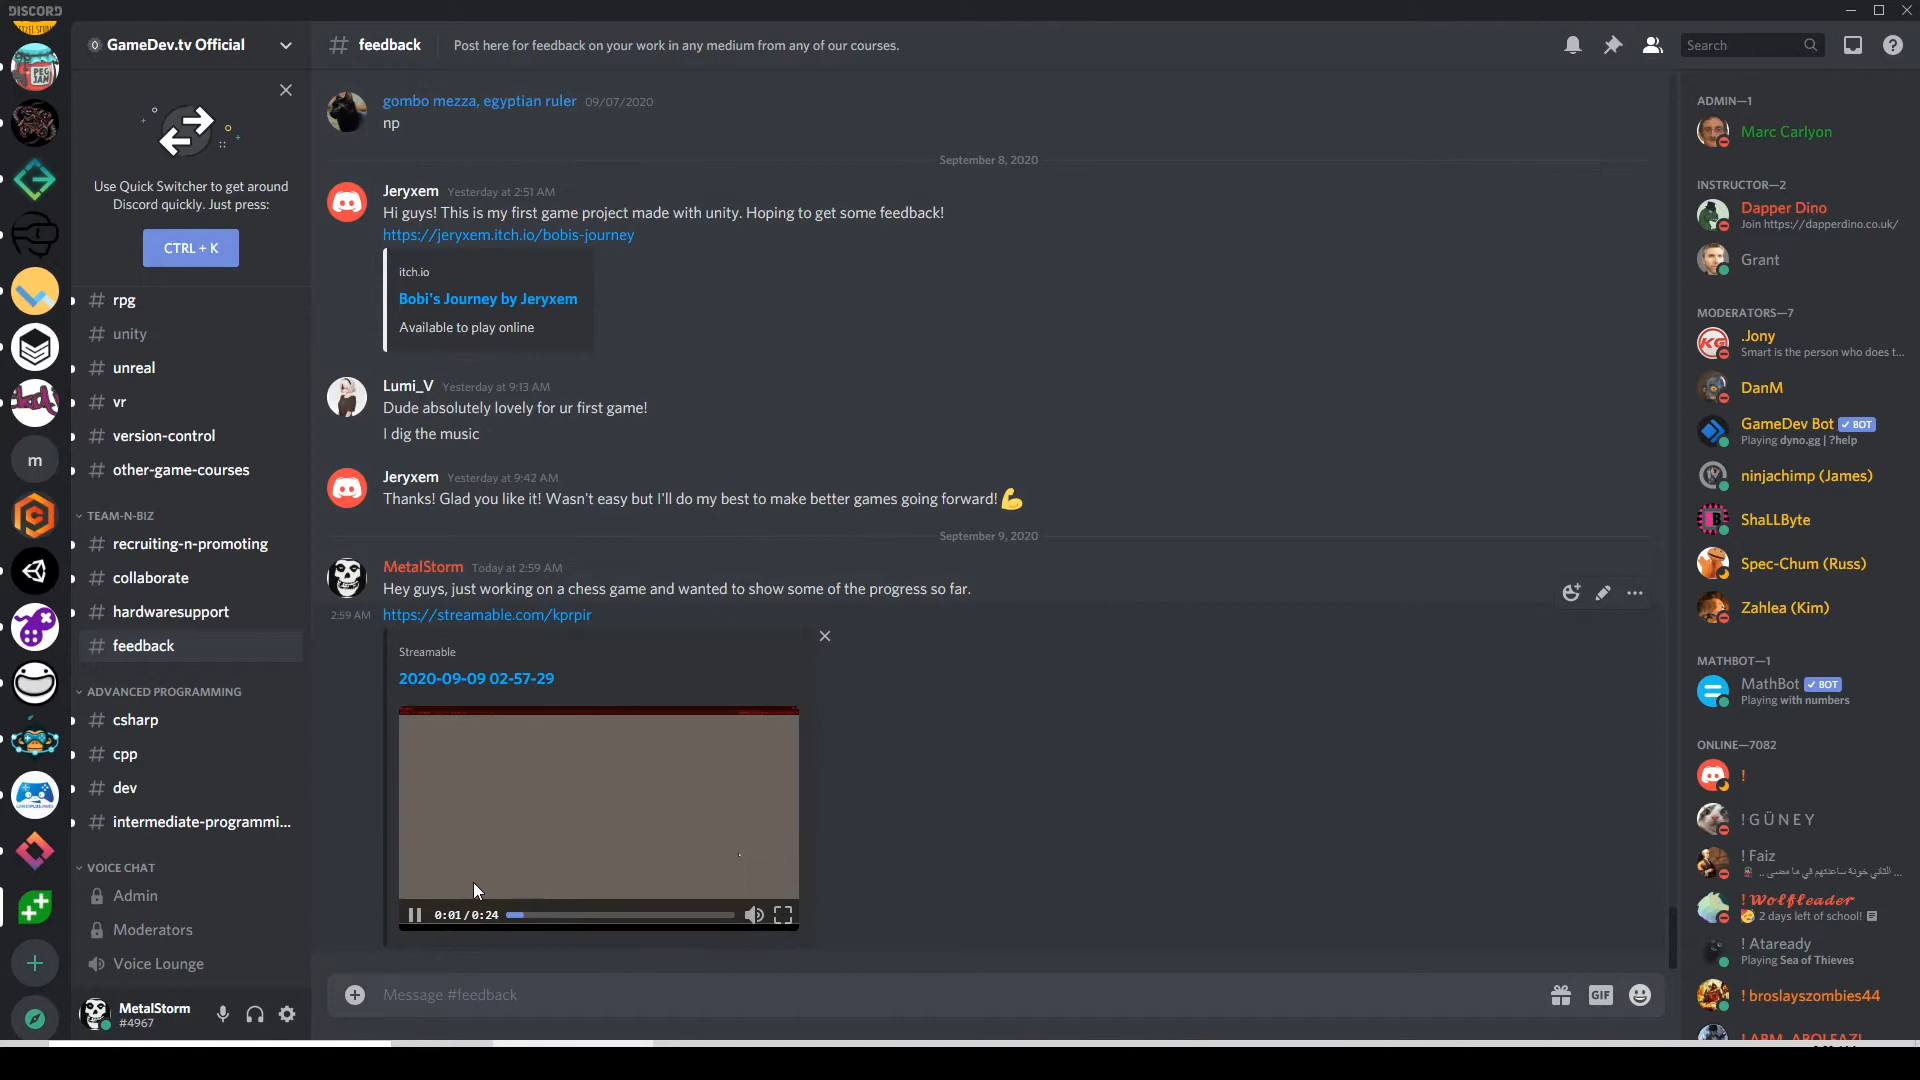 DISCORD
GameDev.tv Official
Use Quick Switcher to get around
Discord quickly. Just press:
CTRL + K
# rpg
# unity
# unreal
# vr
# version-control
# other-game-courses
TEAM-N-BIZ
# recruiting-n-promoting
# collaborate
# hardwaresupport
# feedback
ADVANCED PROGRAMMING
# csharp
# cpp
# dev
# intermediate-programmi...
VOICE CHAT
Admin
Moderators
Voice Lounge
MetalStorm
#4967
PEG
JAM
m
# feedback
Post here for feedback on your work in any medium from any of our courses.
Search
gombo mezza, egyptian ruler 09/07/2020
np
September 8, 2020
Jeryxem Yesterday at 2:51 AM
Hi guys! This is my first game project made with unity. Hoping to get some feedback!
https://jeryxem.itch.io/bobis-journey
itch.io
Bobi's Journey by Jeryxem
Available to play online
Lumi_V Yesterday at 9:13 AM
Dude absolutely lovely for ur first game!
I dig the music
Jeryxem Yesterday at 9:42 AM
Thanks! Glad you like it! Wasn't easy but I'll do my best to make better games going forward! 💪
September 9, 2020
MetalStorm Today at 2:59 AM
Hey guys, just working on a chess game and wanted to show some of the progress so far.
2:59 AM https://streamable.com/kprpir
Streamable
2020-09-09 02-57-29
0:01/0:24
Message #feedback
GIF
ADMIN—1
Marc Carlyon
INSTRUCTOR—2
Dapper Dino
Join https://dapperdino.co.uk/
Grant
MODERATORS—7
.Jony
Smart is the person who does t...
DanM
GameDev Bot ✓ BOT
Playing dyno.gg | ?help
ninjachimp (James)
ShaLLByte
Spec-Chum (Russ)
Zahlea (Kim)
MATHBOT—1
MathBot ✓ BOT
Playing with numbers
ONLINE—7082
!
! G Ü N E Y
! Faiz
! 𝓦𝓸𝓵𝓯𝓵𝓮𝓪𝓭𝓮𝓻
🥳 2 days left of school!
! Ataready
Playing Sea of Thieves
! broslayszombies44